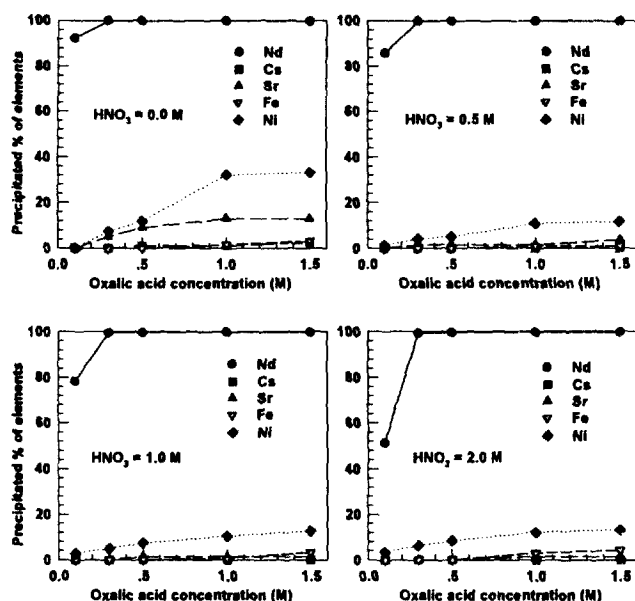 Precipitated % of elements
100
80
60
40
20
0
HNO3 = 0.0 M
Nd
Cs
Sr
Fe
Ni
0.0
.5
1.0
1.5
Oxalic acid concentration (M)
100
80
60
40
20
0
HNO3 = 0.5 M
Nd
Cs
Sr
Fe
Ni
0.0
.5
1.0
1.5
Oxalic acid concentration (M)
Precipitated % of elements
100
80
60
40
20
0
HNO3 = 1.0 M
Nd
Cs
Sr
Fe
Ni
0.0
.5
1.0
1.5
Oxalic acid concentration (M)
100
80
60
40
20
0
HNO3 = 2.0 M
Nd
Cs
Sr
Fe
Ni
0.0
.5
1.0
1.5
Oxalic acid concentration (M)